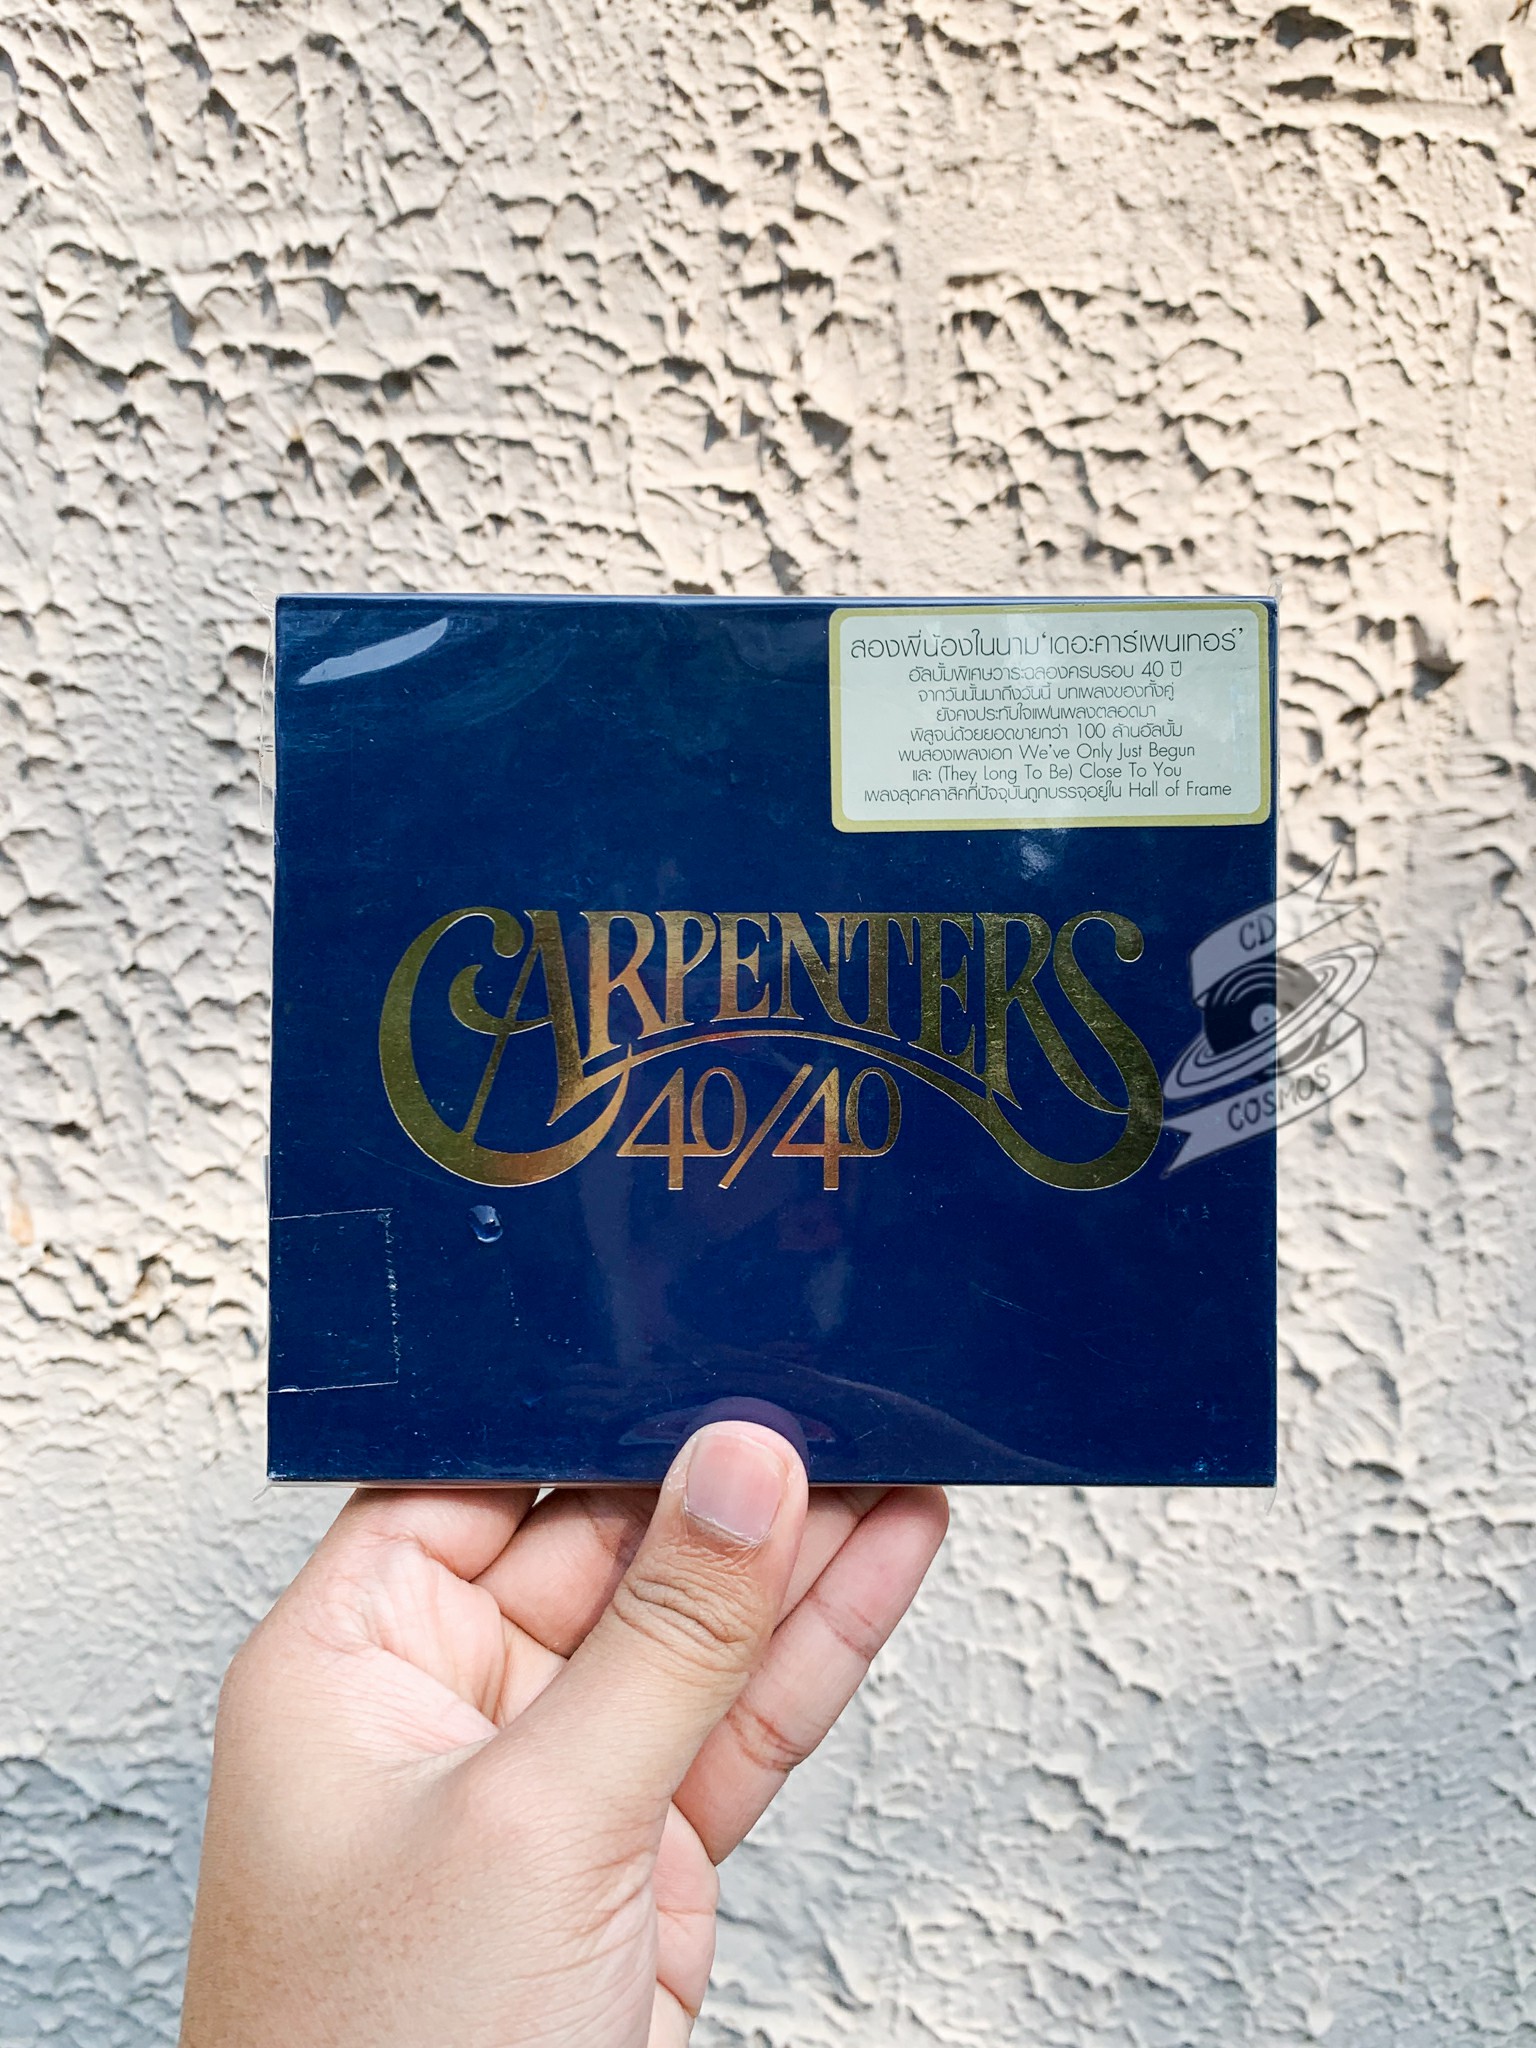 สองพี่น้องในนาม‘เดอะคาร์เพนเทอร์’
อัลบั้มพิเศษวาระฉลองครบรอบ 40 ปี
จากวันนั้นมาถึงวันนี้ บทเพลงของทั้งคู่
ยังคงประทับใจแฟนเพลงตลอดมา
พิสูจน์ด้วยยอดขายกว่า 100 ล้านอัลบั้ม
พบสองเพลงเอก We’ve Only Just Begun
และ (They Long To Be) Close To You
เพลงสุดคลาสิคที่ปัจจุบันถูกบรรจุอยู่ใน Hall of Frame
CARPENTERS
40/40
CD
COSMOS